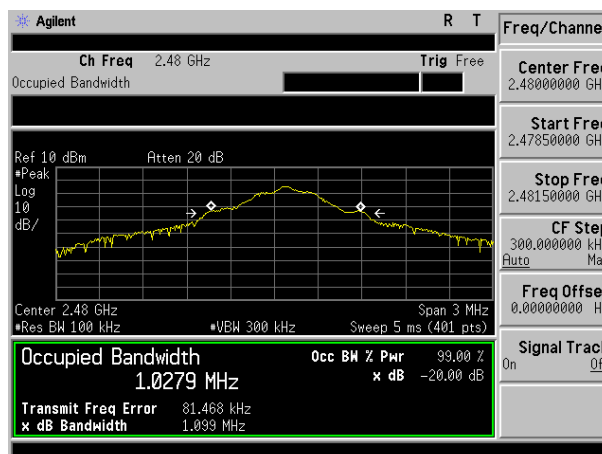 Agilent R T
Ch Freq 2.48 GHz Trig Free
Occupied Bandwidth
Ref 10 dBm Atten 20 dB
#Peak
Log
10
dB/
Center 2.48 GHz Span 3 MHz
#Res BW 100 kHz #VBW 300 kHz Sweep 5 ms (401 pts)
Occupied Bandwidth Occ BW % Pwr 99.00 %
1.0279 MHz x dB -20.00 dB
Transmit Freq Error 81.468 kHz
x dB Bandwidth 1.099 MHz
Freq/Channe
Center Fre
2.48000000 GH
Start Fre
2.47850000 GH
Stop Fre
2.48150000 GH
CF Ste
300.000000 kH
Auto Ma
Freq Offse
0.00000000 H
Signal Trac
On Of